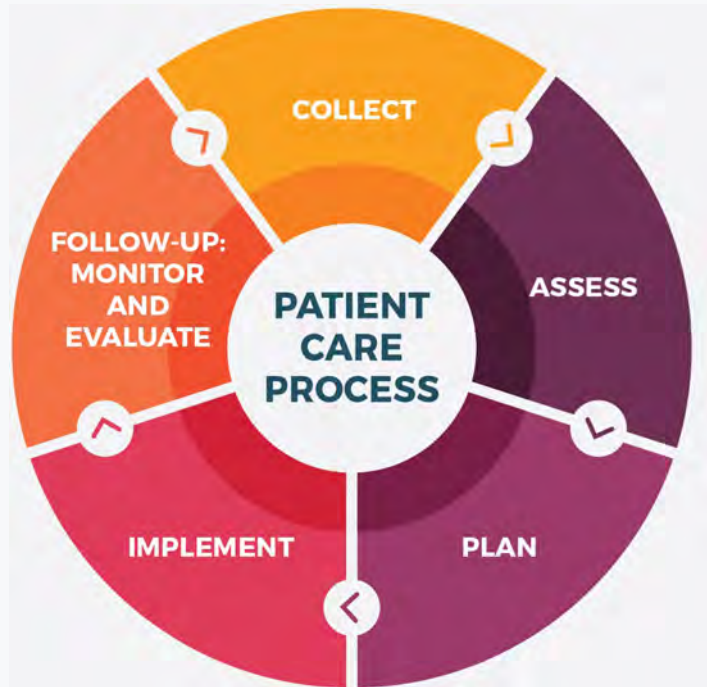 COLLECT
ASSESS
PLAN
IMPLEMENT
FOLLOW-UP:
MONITOR
AND
EVALUATE
PATIENT
CARE
PROCESS